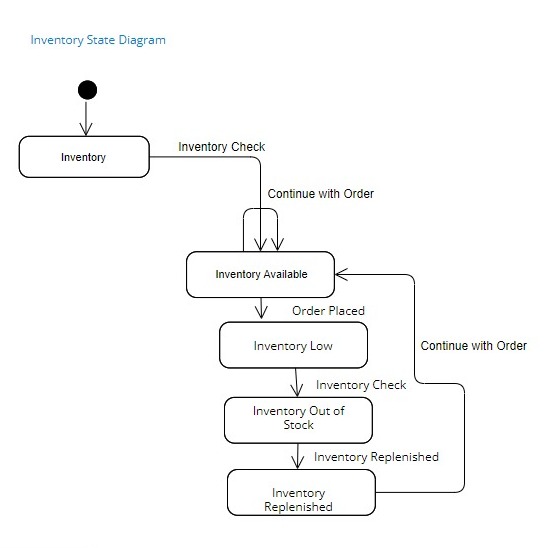 Inventory State Diagram
Inventory
Inventory Check
Continue with Order
Inventory Available
Order Placed
Inventory Low
Continue with Order
Inventory Check
Inventory Out of
Stock
Inventory Replenished
Inventory
Replenished